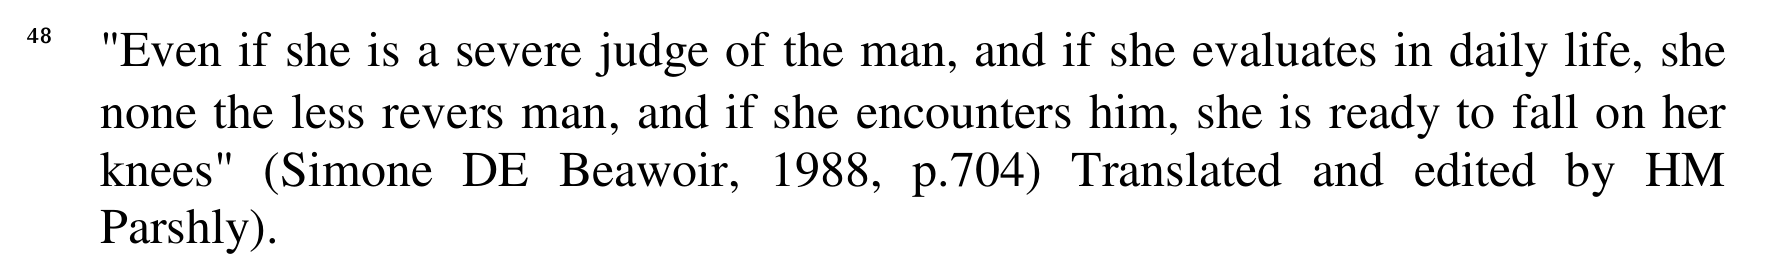 48 "Even if she is a severe judge of the man, and if she evaluates in daily life, she
none the less revers man, and if she encounters him, she is ready to fall on her
knees" (Simone DE Beawoir, 1988, p.704) Translated and edited by HM
Parshly).